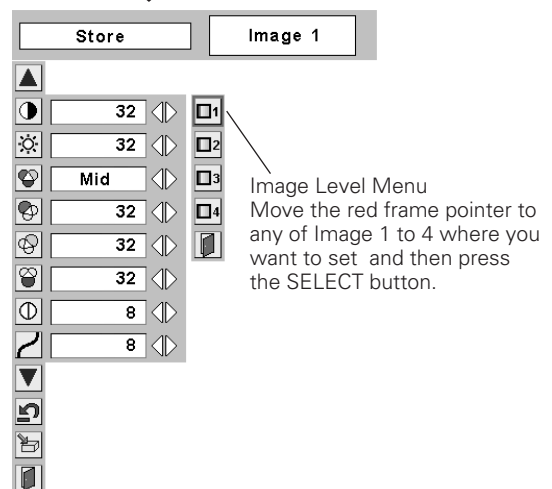 Store
Image 1
32
1
32
2
Mid
3
32
4
32
32
8
8
Image Level Menu
Move the red frame pointer to
any of Image 1 to 4 where you
want to set and then press
the SELECT button.